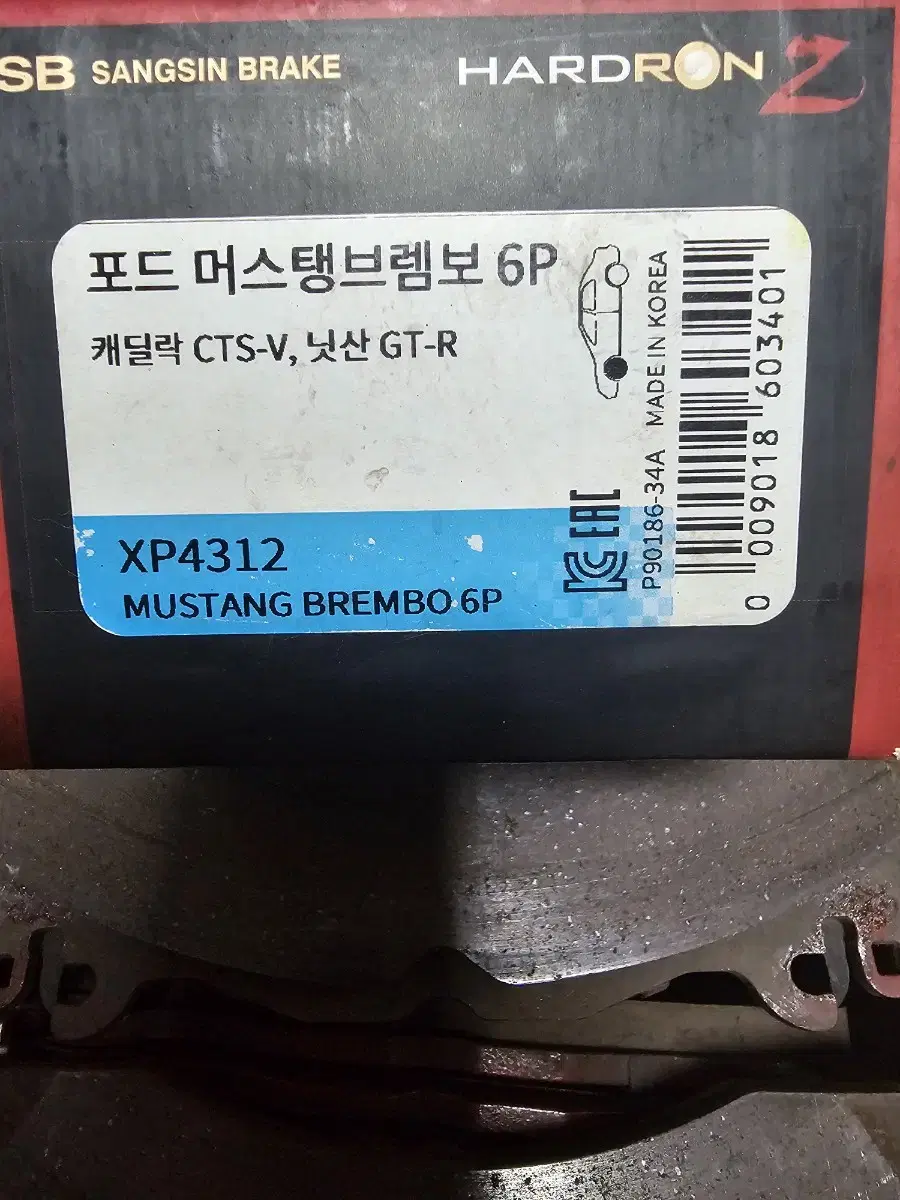 SB SANGSIN BRAKE
HARDRON Z
포드 머스탱브렘보 6P
캐딜락 CTS-V, 닛산 GT-R
XP4312
MUSTANG BREMBO 6P
EAC
P90186-34A MADE IN KOREA
0 009018 603401